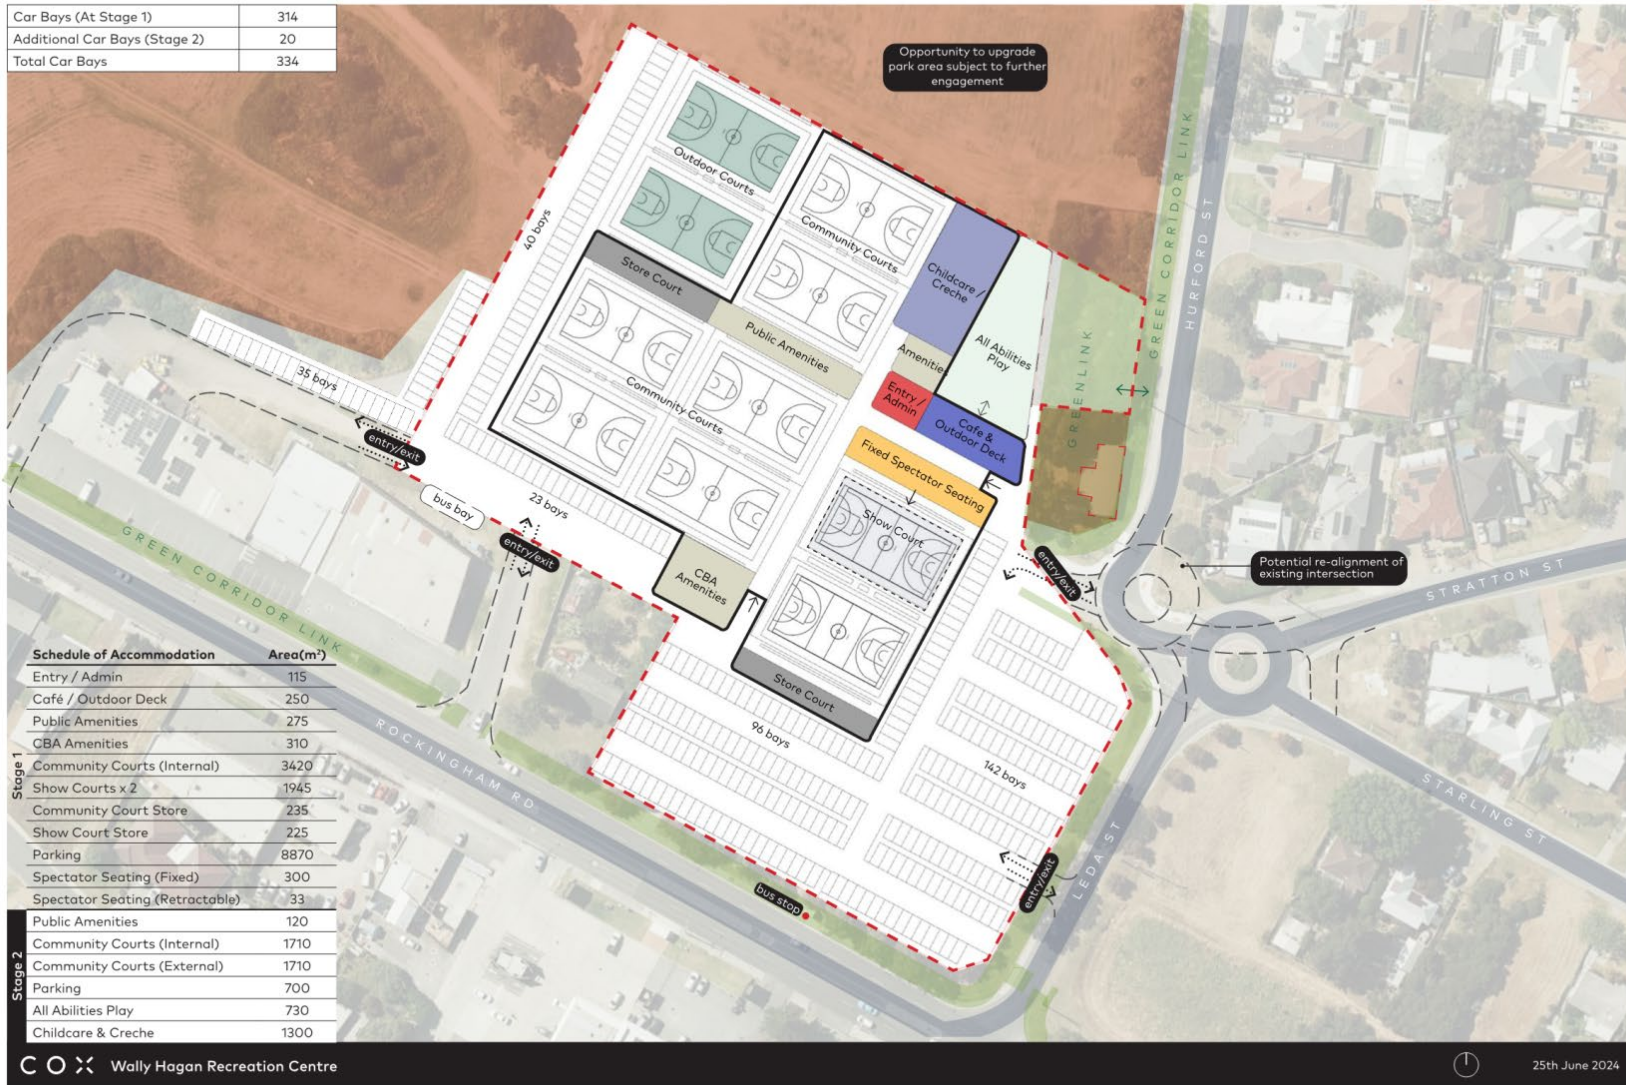 Car Bays (At Stage 1) 314
Additional Car Bays (Stage 2) 20
Total Car Bays 334
Opportunity to upgrade
park area subject to further
engagement
Outdoor Courts
Community Courts
40 bays
Store Court
Childcare /
Creche
Public Amenities
Amenities
All Abilities
Play
GREENLINK
GREEN CORRIDOR LINK
HURFORD ST
35 bays
Community Courts
Entry /
Admin
Cafe &
Outdoor Deck
entry/exit
Fixed Spectator Seating
bus bay
23 bays
Show Court
entry/exit
CBA
Amenities
entry/exit
Potential re-alignment of
existing intersection
STRATTON ST
GREEN CORRIDOR LINK
Store Court
96 bays
142 bays
ROCKINGHAM RD
STARLING ST
LEDA ST
entry/exit
bus stop
Schedule of Accommodation Area(m²)
Stage 1
Entry / Admin 115
Café / Outdoor Deck 250
Public Amenities 275
CBA Amenities 310
Community Courts (Internal) 3420
Show Courts x 2 1945
Community Court Store 235
Show Court Store 225
Parking 8870
Spectator Seating (Fixed) 300
Spectator Seating (Retractable) 33
Stage 2
Public Amenities 120
Community Courts (Internal) 1710
Community Courts (External) 1710
Parking 700
All Abilities Play 730
Childcare & Creche 1300
COX Wally Hagan Recreation Centre
25th June 2024